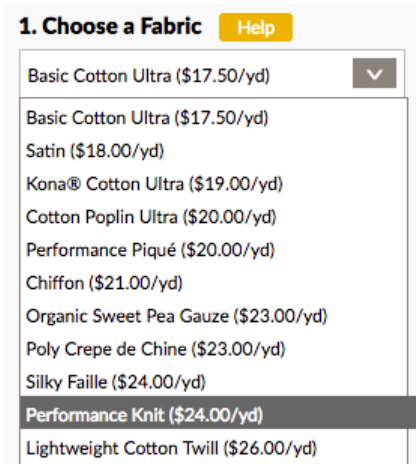 1. Choose a Fabric Help
Basic Cotton Ultra ($17.50/yd)
Basic Cotton Ultra ($17.50/yd)
Satin ($18.00/yd)
Kona® Cotton Ultra ($19.00/yd)
Cotton Poplin Ultra ($20.00/yd)
Performance Piqué ($20.00/yd)
Chiffon ($21.00/yd)
Organic Sweet Pea Gauze ($23.00/yd)
Poly Crepe de Chine ($23.00/yd)
Silky Faille ($24.00/yd)
Performance Knit ($24.00/yd)
Lightweight Cotton Twill ($26.00/yd)